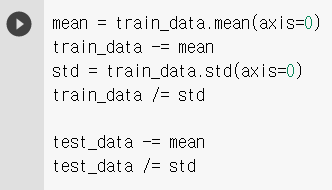 mean = train_data.mean(axis=0)
train_data -= mean
std = train_data.std(axis=0)
train_data /= std
test_data -= mean
test_data /= std